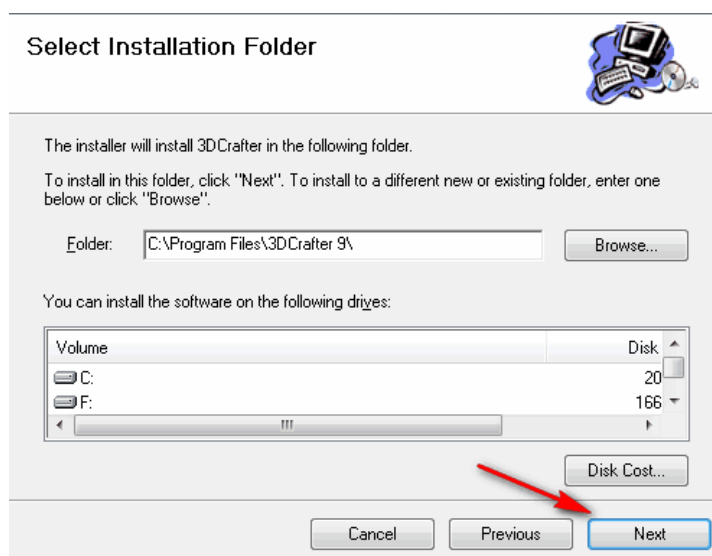 Select Installation Folder
The installer will install 3DCrafter in the following folder.
To install in this folder, click "Next". To install to a different new or existing folder, enter one
below or click "Browse".
Folder: C:\Program Files\3DCrafter 9\ Browse...
You can install the software on the following drives:
Volume Disk
C: 20
F: 166
Disk Cost...
Cancel Previous Next